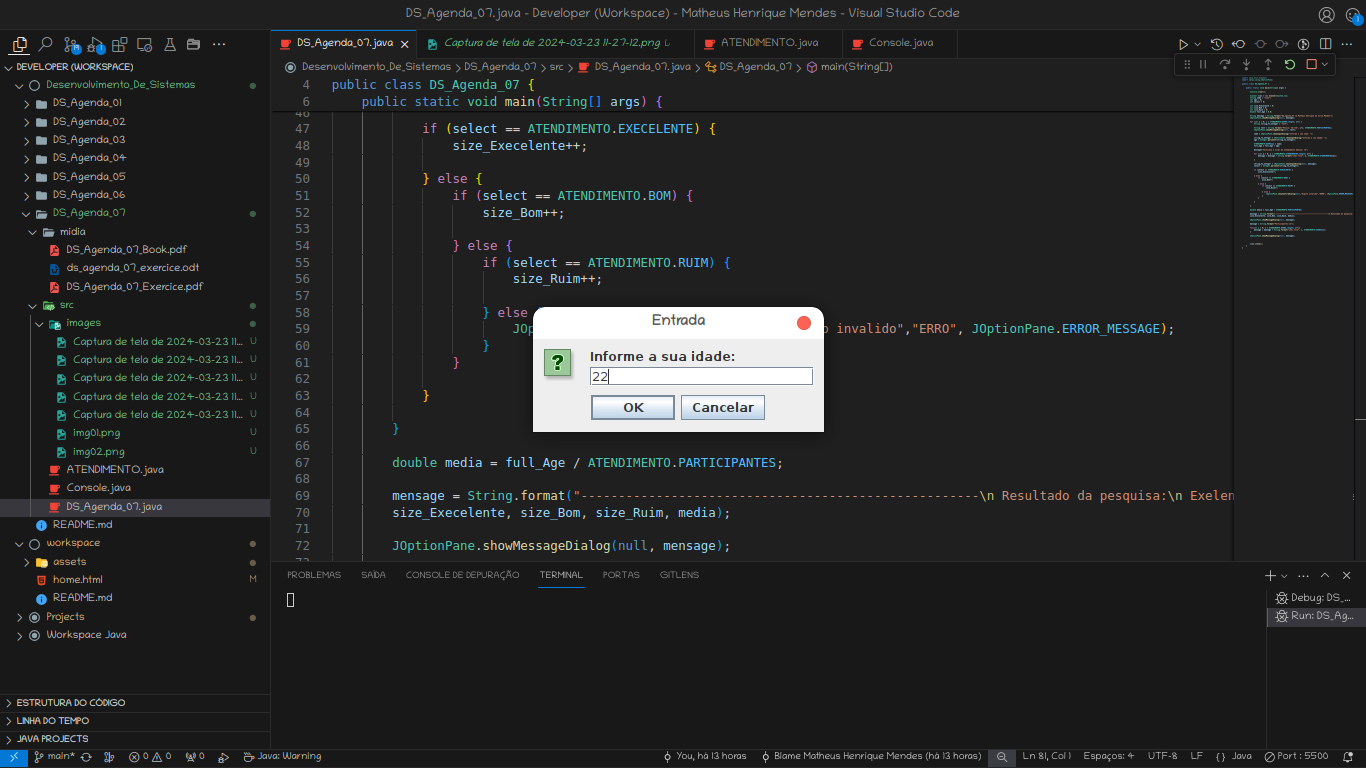 DS_Agenda_07.java - Developer (Workspace) - Matheus Henrique Mendes - Visual Studio Code
DS_Agenda_07.java
Captura de tela de 2024-03-23 11-27-12.png U
ATENDIMENTO.java
Console.java
DEVELOPER (WORKSPACE)
Desenvolvimento_De_Sistemas
DS_Agenda_01
DS_Agenda_02
DS_Agenda_03
DS_Agenda_04
DS_Agenda_05
DS_Agenda_06
DS_Agenda_07
midia
DS_Agenda_07_Book.pdf
ds_agenda_07_exercice.odt
DS_Agenda_07_Exercice.pdf
src
images
Captura de tela de 2024-03-23 11... U
Captura de tela de 2024-03-23 11... U
Captura de tela de 2024-03-23 11... U
Captura de tela de 2024-03-23 11... U
Captura de tela de 2024-03-23 11... U
img01.png U
img02.png U
ATENDIMENTO.java
Console.java
DS_Agenda_07.java
README.md
workspace
assets
home.html M
README.md
Projects
Workspace Java
ESTRUTURA DO CÓDIGO
LINHA DO TEMPO
JAVA PROJECTS
Desenvolvimento_De_Sistemas > DS_Agenda_07 > src > DS_Agenda_07.java > DS_Agenda_07 > main(String[])
4 public class DS_Agenda_07 {
6 public static void main(String[] args) {
46
47 if (select == ATENDIMENTO.EXECELENTE) {
48 size_Execelente++;
49
50 } else {
51 if (select == ATENDIMENTO.BOM) {
52 size_Bom++;
53
54 } else {
55 if (select == ATENDIMENTO.RUIM) {
56 size_Ruim++;
57
58 } else
59 JOp o invalido","ERRO", JOptionPane.ERROR_MESSAGE);
60 }
61 }
62
63 }
64
65 }
66
67 double media = full_Age / ATENDIMENTO.PARTICIPANTES;
68
69 message = String.format("-----------------------------------------------------\n Resultado da pesquisa:\n Exelen
70 size_Execelente, size_Bom, size_Ruim, media);
71
72 JOptionPane.showMessageDialog(null, message);
Entrada
Informe a sua idade:
22
OK Cancelar
PROBLEMAS SAÍDA CONSOLE DE DEPURAÇÃO TERMINAL PORTAS GITLENS
Debug: DS_...
Run: DS_Ag...
main* 0 0 0 Java: Warning You, há 13 horas Blame Matheus Henrique Mendes (há 13 horas) Ln 81, Col 1 Espaços: 4 UTF-8 LF {} Java Port : 5500